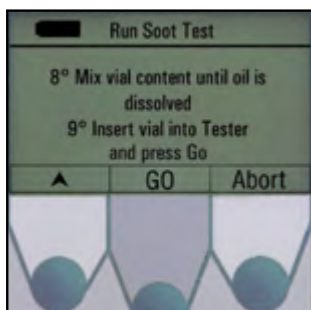 Run Soot Test
8° Mix vial content until oil is
dissolved
9° Insert vial into Tester
and press Go
GO Abort